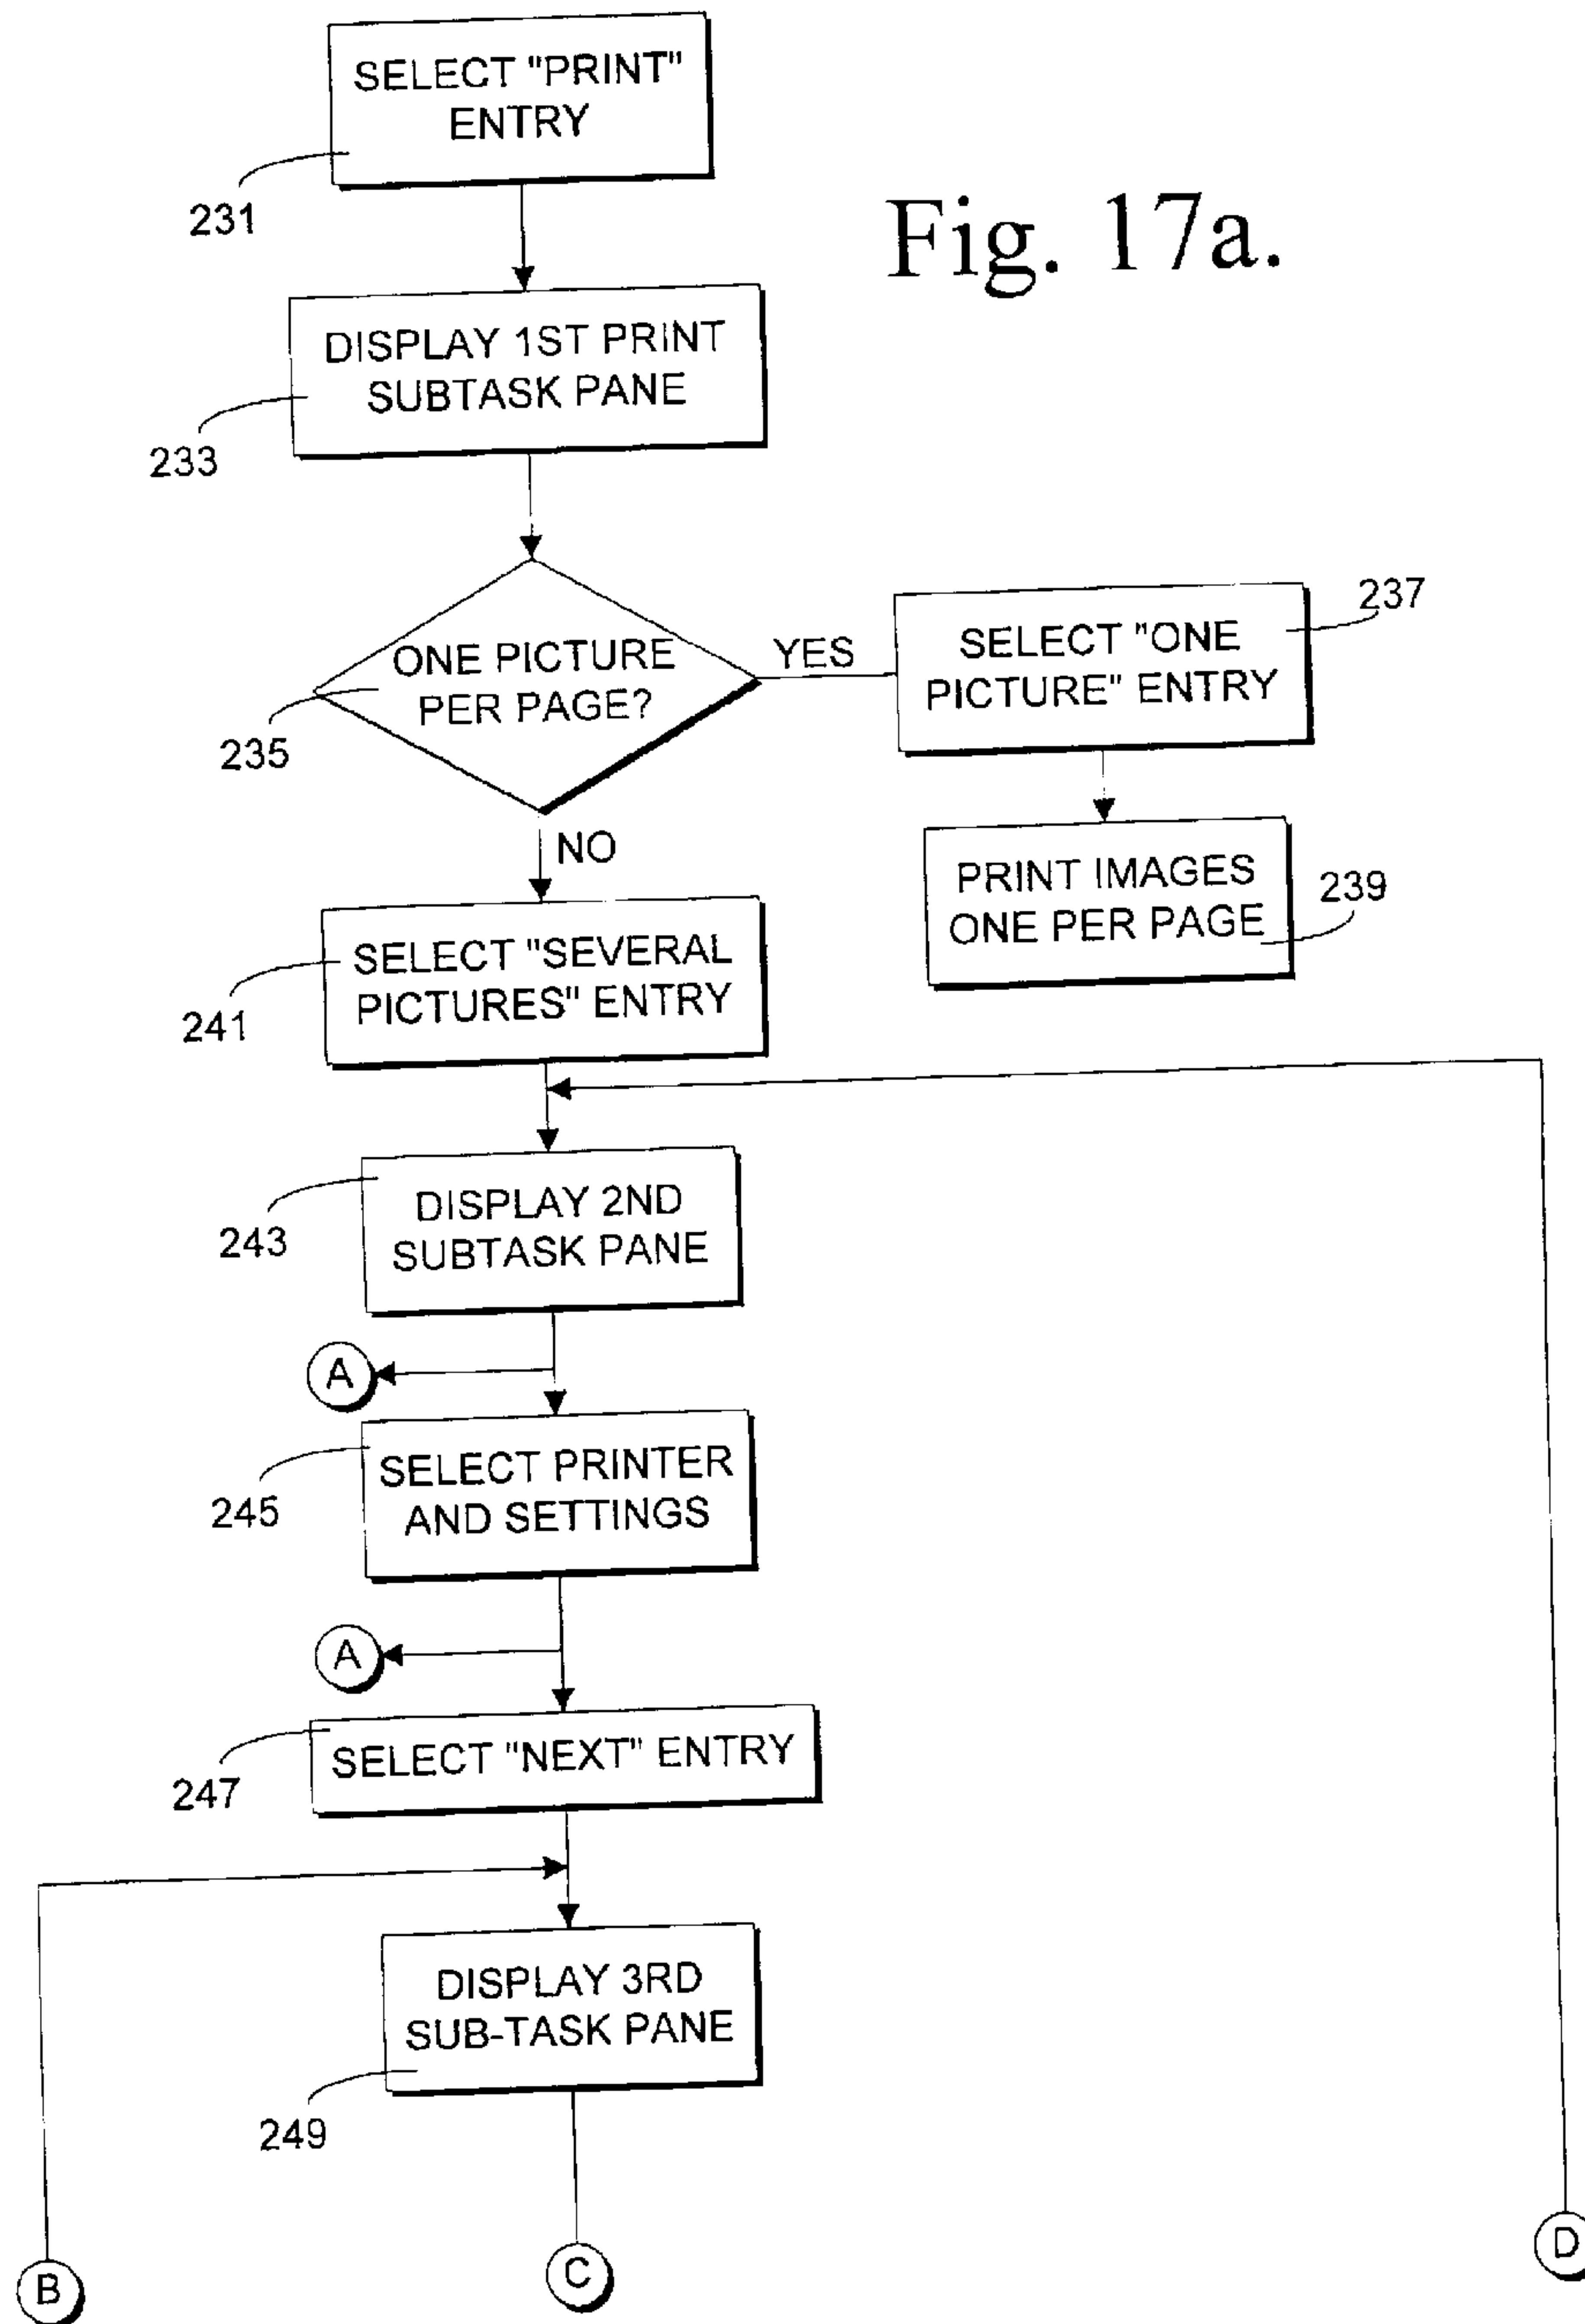 SELECT "PRINT"
ENTRY
231
Fig. 17a.
DISPLAY 1ST PRINT
SUBTASK PANE
233
ONE PICTURE
PER PAGE?
235
YES
SELECT "ONE
PICTURE" ENTRY
237
PRINT IMAGES
ONE PER PAGE
239
NO
SELECT "SEVERAL
PICTURES" ENTRY
241
DISPLAY 2ND
SUBTASK PANE
243
A
SELECT PRINTER
AND SETTINGS
245
A
SELECT "NEXT" ENTRY
247
DISPLAY 3RD
SUB-TASK PANE
249
B
C
D